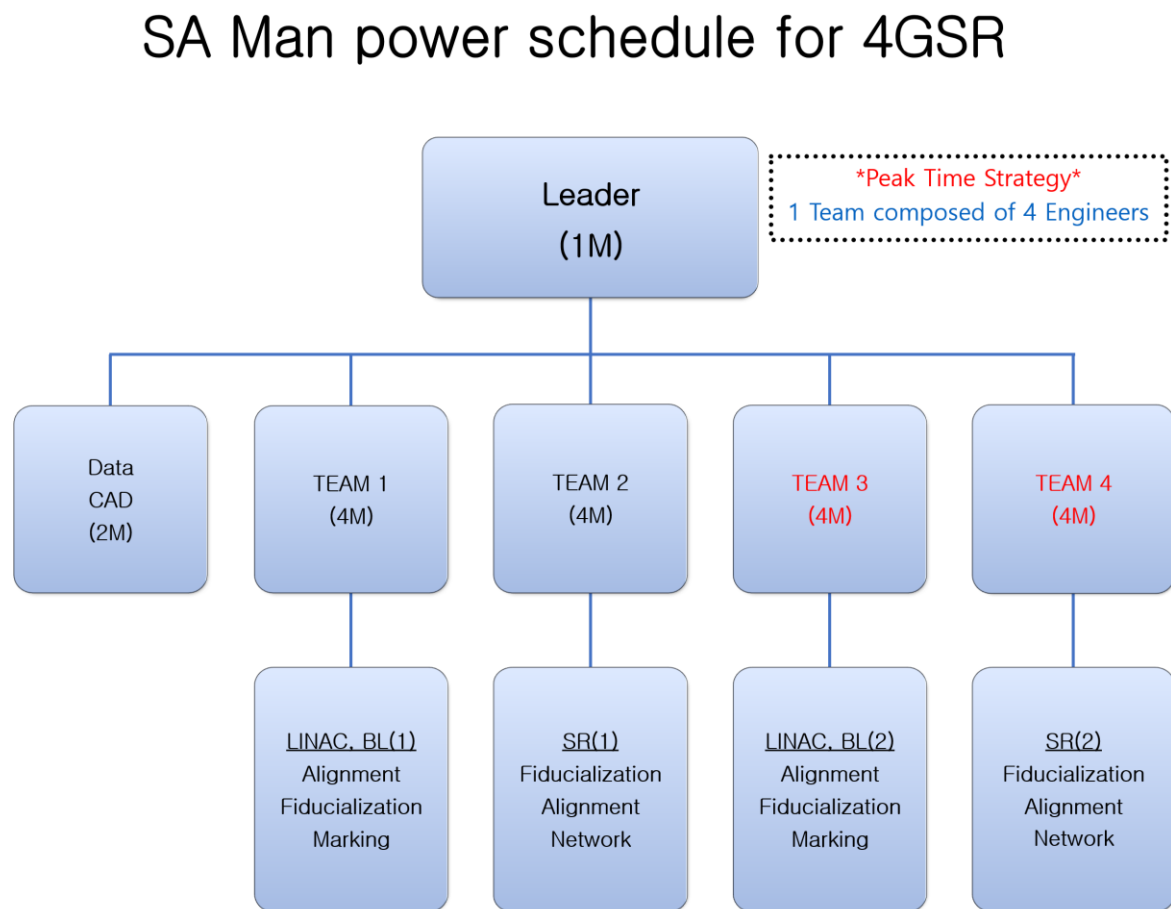 SA Man power schedule for 4GSR
Leader
(1M)
*Peak Time Strategy*
1 Team composed of 4 Engineers
Data
CAD
(2M)
TEAM 1
(4M)
TEAM 2
(4M)
TEAM 3
(4M)
TEAM 4
(4M)
LINAC, BL(1)
Alignment
Fiducialization
Marking
SR(1)
Fiducialization
Alignment
Network
LINAC, BL(2)
Alignment
Fiducialization
Marking
SR(2)
Fiducialization
Alignment
Network